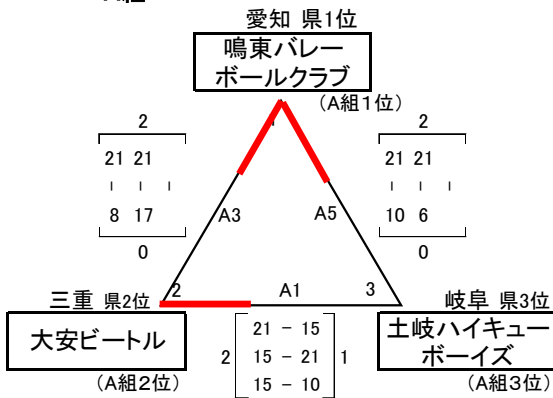 愛知 県1位
鳴東バレー
ボールクラブ
(A組1位)
2
21 21
- - -
8 17
0
2
21 21
- - -
10 6
0
A3
A5
2
A1
3
三重 県2位
大安ビートル
(A組2位)
2
21 - 15
15 - 21
15 - 10
1
岐阜 県3位
土岐ハイキュー
ボーイズ
(A組3位)